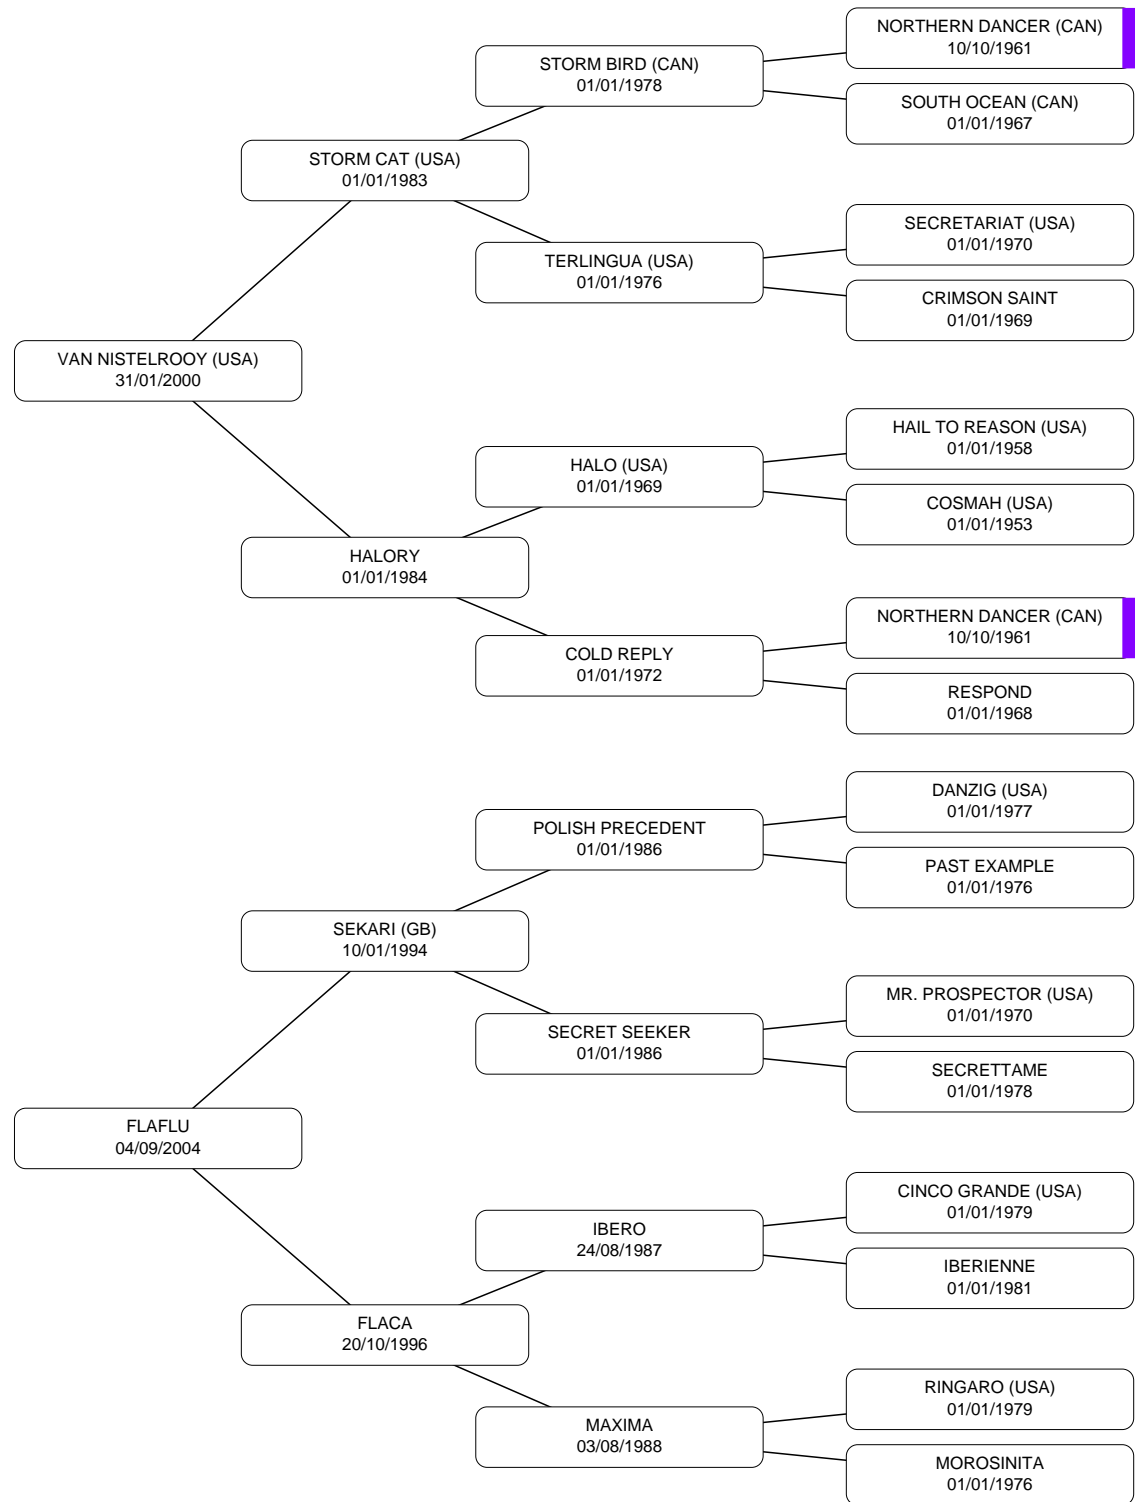 NORTHERN DANCER (CAN)
10/10/1961
STORM BIRD (CAN)
01/01/1978
SOUTH OCEAN (CAN)
01/01/1967
STORM CAT (USA)
01/01/1983
SECRETARIAT (USA)
01/01/1970
TERLINGUA (USA)
01/01/1976
CRIMSON SAINT
01/01/1969
VAN NISTELROOY (USA)
31/01/2000
HAIL TO REASON (USA)
01/01/1958
HALO (USA)
01/01/1969
COSMAH (USA)
01/01/1953
HALORY
01/01/1984
NORTHERN DANCER (CAN)
10/10/1961
COLD REPLY
01/01/1972
RESPOND
01/01/1968
DANZIG (USA)
01/01/1977
POLISH PRECEDENT
01/01/1986
PAST EXAMPLE
01/01/1976
SEKARI (GB)
10/01/1994
MR. PROSPECTOR (USA)
01/01/1970
SECRET SEEKER
01/01/1986
SECRETTAME
01/01/1978
FLAFLU
04/09/2004
CINCO GRANDE (USA)
01/01/1979
IBERO
24/08/1987
IBERIENNE
01/01/1981
FLACA
20/10/1996
RINGARO (USA)
01/01/1979
MAXIMA
03/08/1988
MOROSINITA
01/01/1976